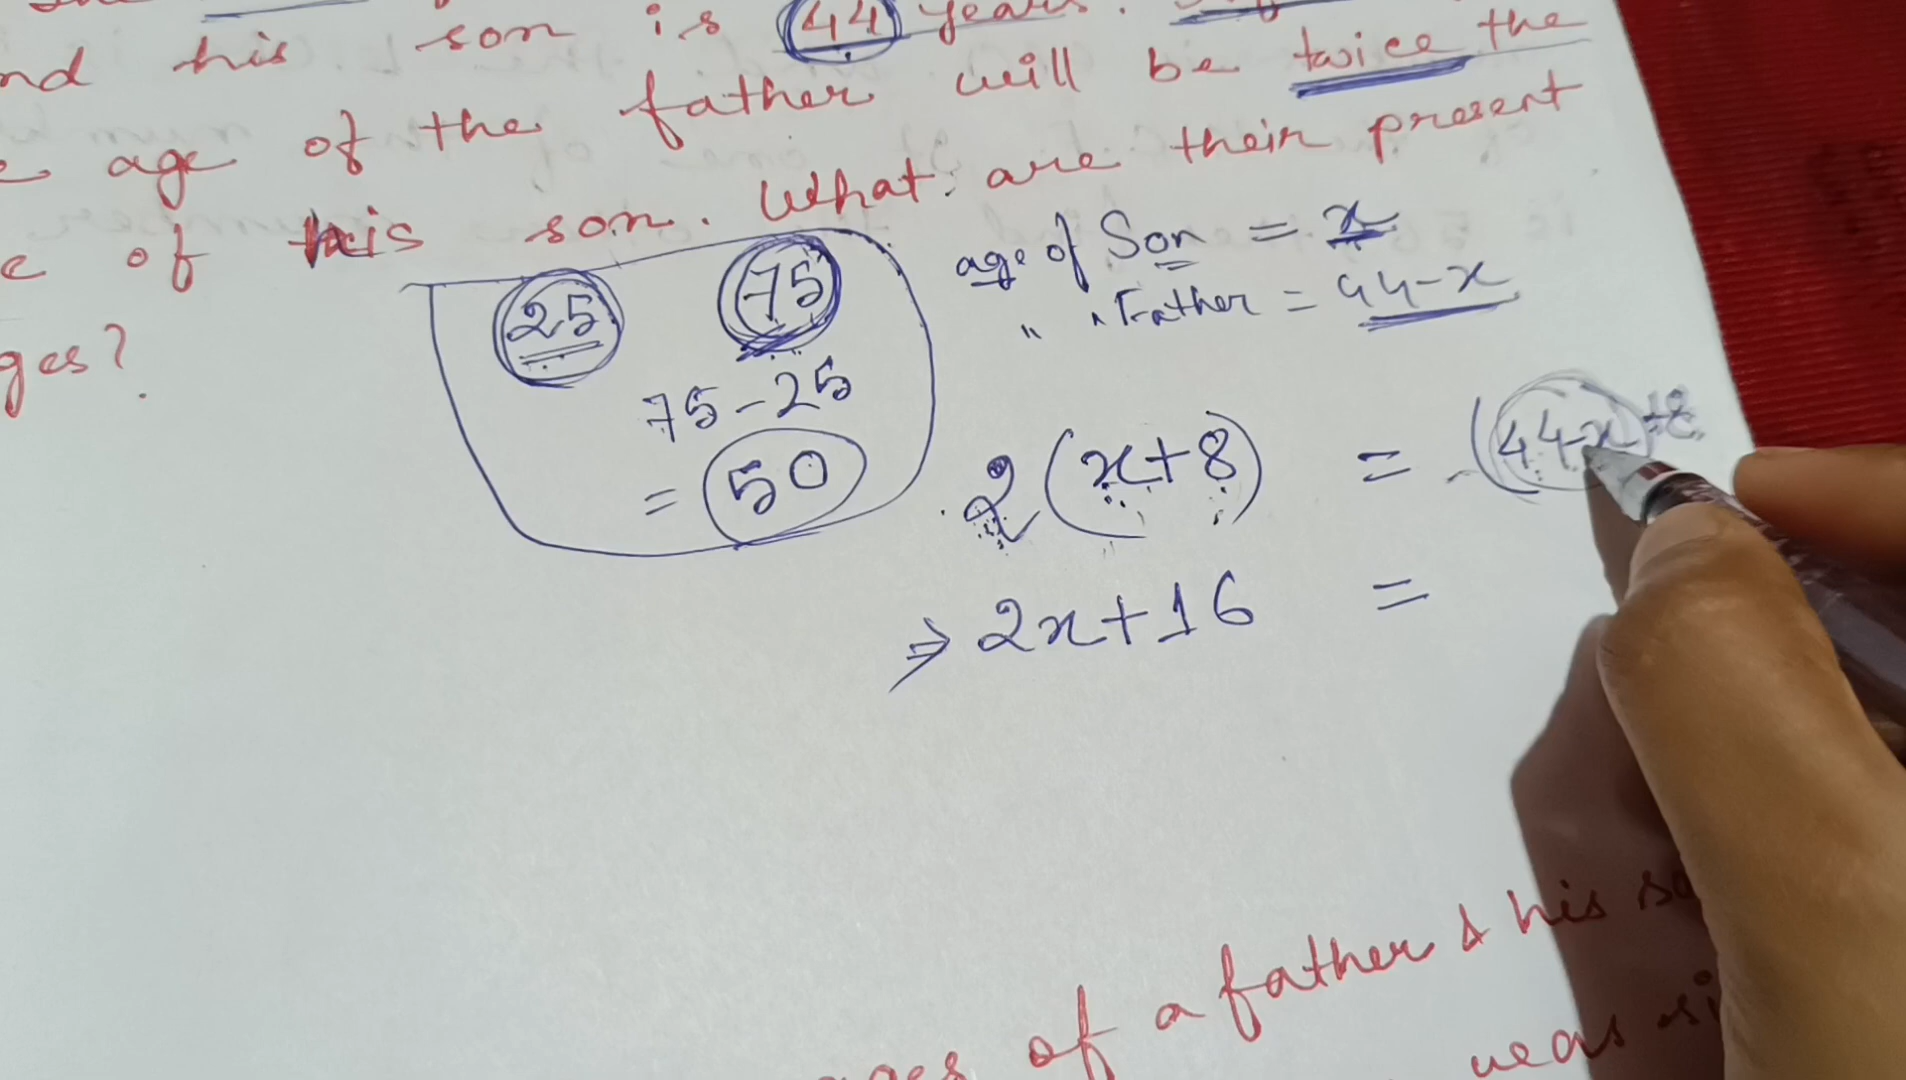 nd his son is 44 years.
age of the father will be twice the
of his son. What are their present
ges?
25 75
75-25
= 50
age of Son = x
" " Father = 44-x
2(x+8) = (44-x)+8
⇒ 2x+16 =
of a father & his